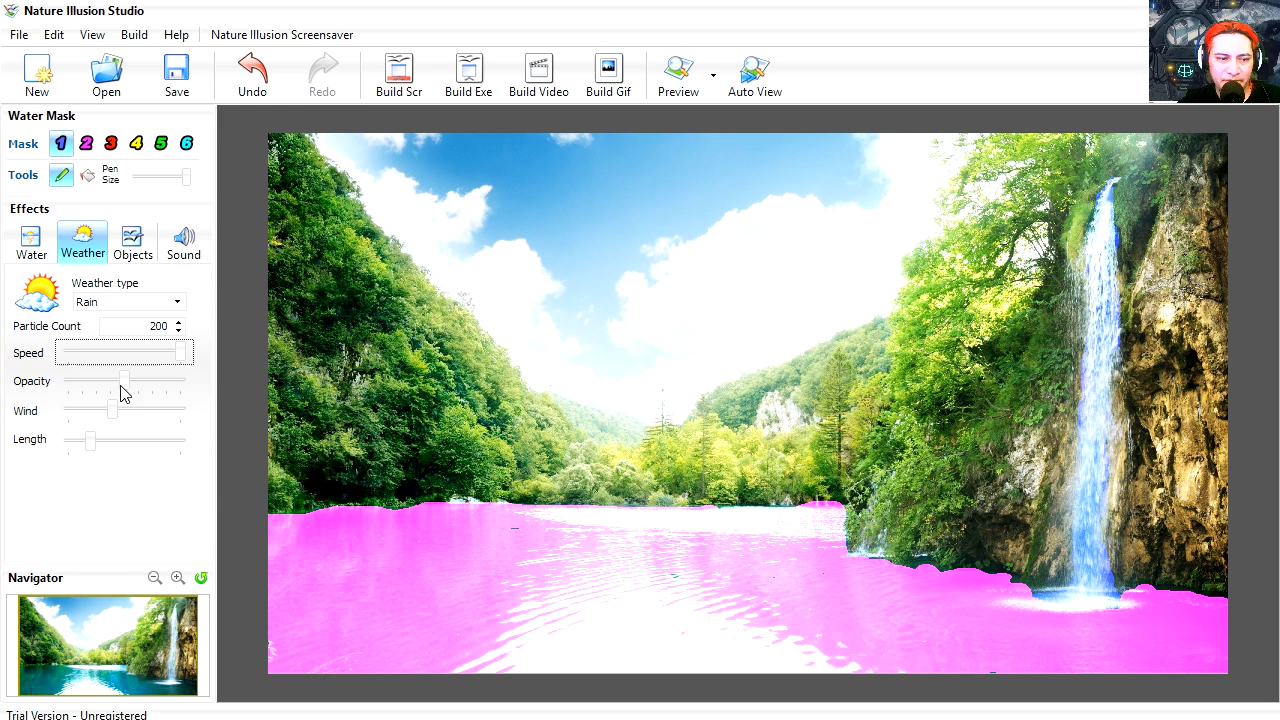 Nature Illusion Studio
File Edit View Build Help Nature Illusion Screensaver
New Open Save Undo Redo Build Scr Build Exe Build Video Build Gif Preview Auto View
Water Mask
Mask 1 2 3 4 5 6
Tools Pen Size
Effects
Water Weather Objects Sound
Weather type
Rain
Particle Count 200
Speed
Opacity
Wind
Length
Navigator
Trial Version - Unregistered